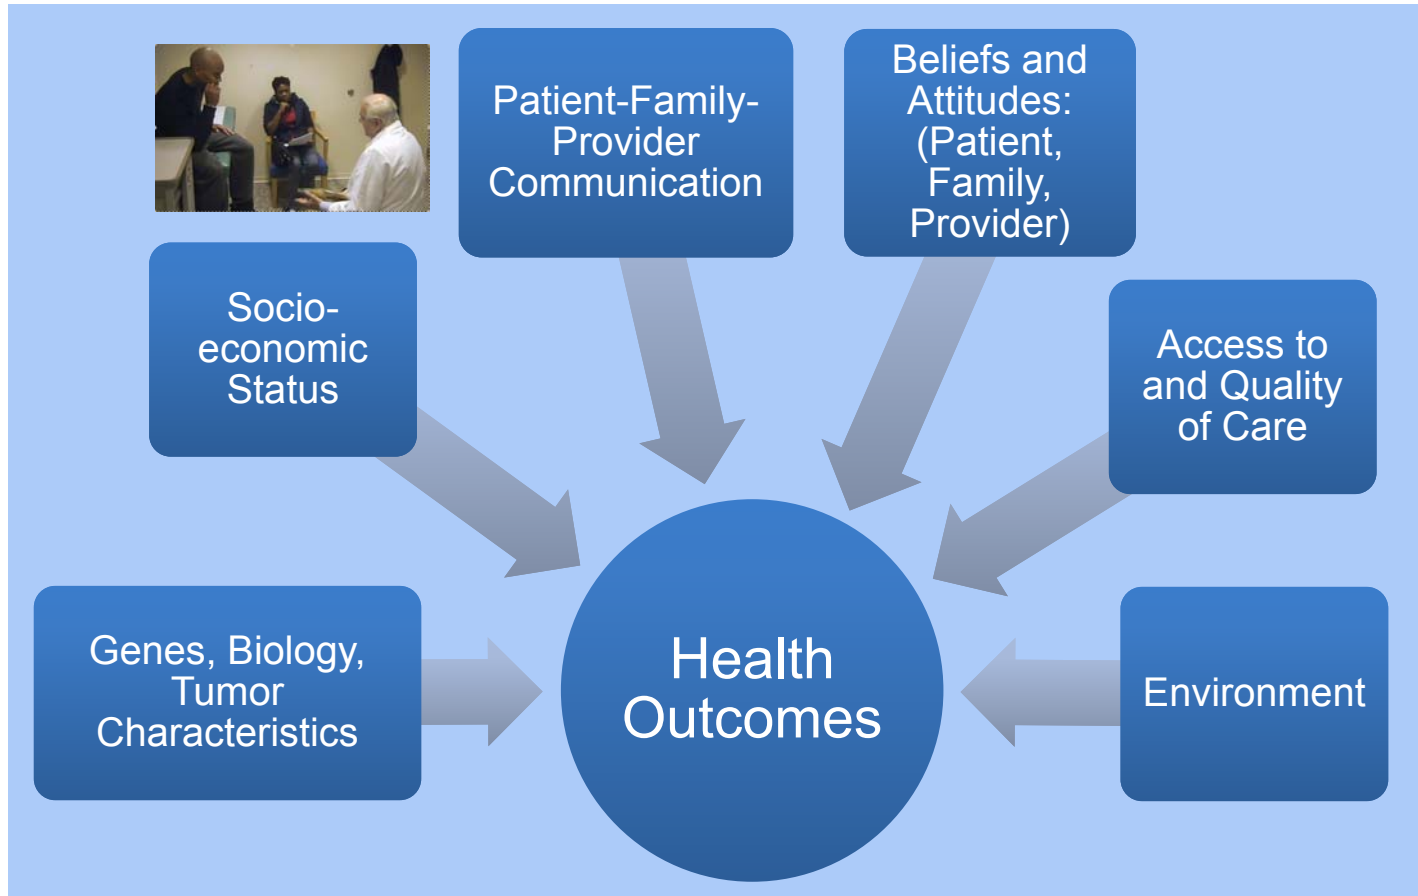 Patient-Family-
Provider
Communication
Beliefs and
Attitudes:
(Patient,
Family,
Provider)
Socio-
economic
Status
Access to
and Quality
of Care
Genes, Biology,
Tumor
Characteristics
Health
Outcomes
Environment